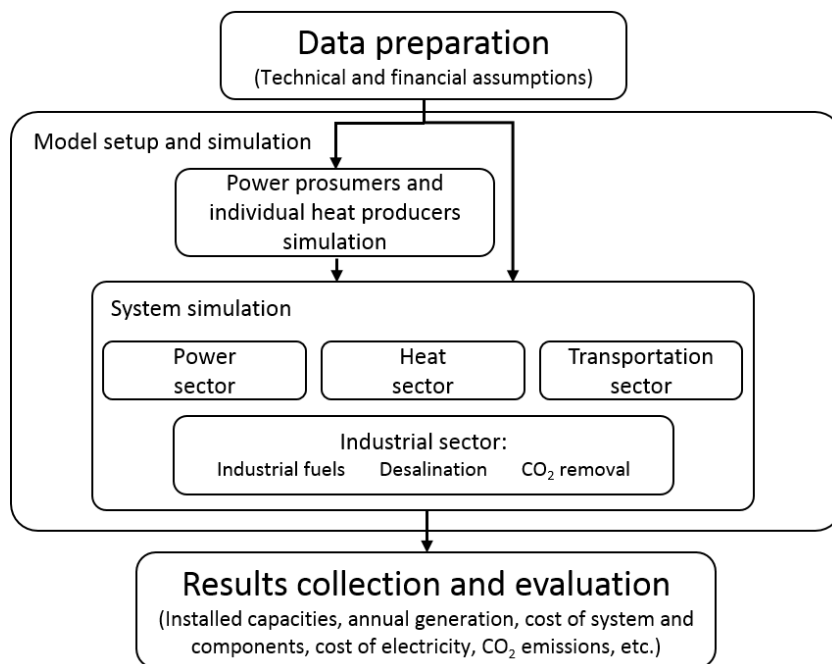 Data preparation
(Technical and financial assumptions)
Model setup and simulation
Power prosumers and
individual heat producers
simulation
System simulation
Power
sector
Heat
sector
Transportation
sector
Industrial sector:
Industrial fuels Desalination CO₂ removal
Results collection and evaluation
(Installed capacities, annual generation, cost of system and
components, cost of electricity, CO₂ emissions, etc.)